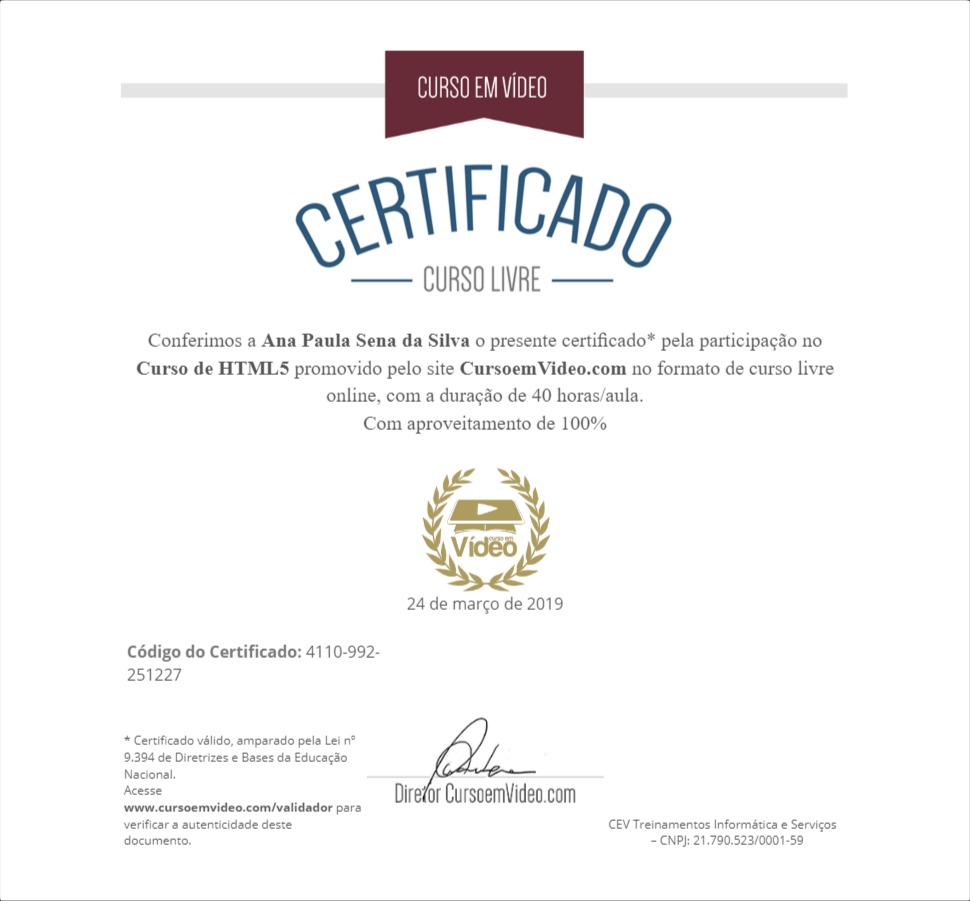 CURSO EM VÍDEO
CERTIFICADO
CURSO LIVRE
Conferimos a Ana Paula Sena da Silva o presente certificado* pela participação no
Curso de HTML5 promovido pelo site CursoemVideo.com no formato de curso livre
online, com a duração de 40 horas/aula.
Com aproveitamento de 100%
curso em
Vídeo
24 de março de 2019
Código do Certificado: 4110-992-
251227
* Certificado válido, amparado pela Lei nº
9.394 de Diretrizes e Bases da Educação
Nacional.
Acesse
www.cursoemvideo.com/validador para
verificar a autenticidade deste
documento.
Diretor CursoemVideo.com
CEV Treinamentos Informática e Serviços
– CNPJ: 21.790.523/0001-59